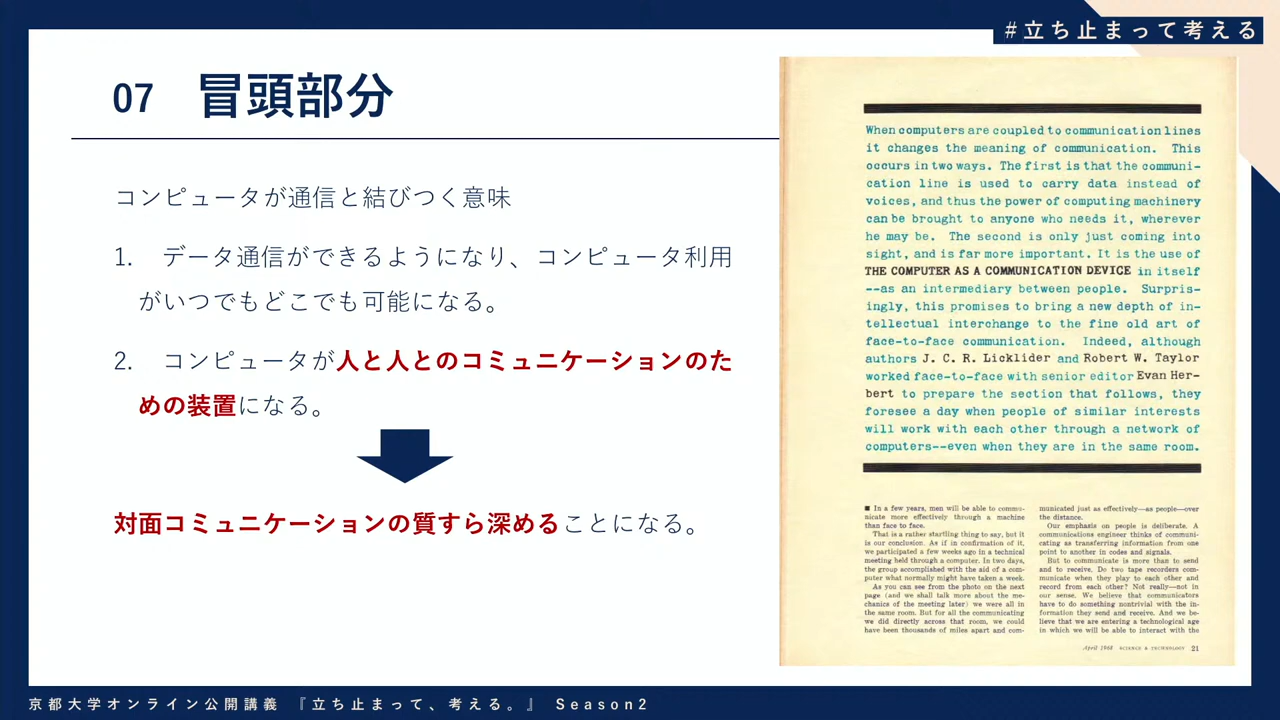 #立ち止まって考える
07 冒頭部分
コンピュータが通信と結びつく意味
1. データ通信ができるようになり、コンピュータ利用
がいつでもどこでも可能になる。
2. コンピュータが人と人とのコミュニケーションのた
めの装置になる。
対面コミュニケーションの質すら深めることになる。
When computers are coupled to communication lines
it changes the meaning of communication. This
occurs in two ways. The first is that the communi-
cation line is used to carry data instead of
voices, and thus the power of computing machinery
can be brought to anyone who needs it, wherever
he may be. The second is only just coming into
sight, and is far more important. It is the use of
THE COMPUTER AS A COMMUNICATION DEVICE in itself
--as an intermediary between people. Surpris-
ingly, this promises to bring a new depth of in-
tellectual interchange to the fine old art of
face-to-face communication. Indeed, although
authors J. C. R. Licklider and Robert W. Taylor
worked face-to-face with senior editor Evan Her-
bert to prepare the section that follows, they
foresee a day when people of similar interests
will work with each other through a network of
computers--even when they are in the same room.
■ In a few years, men will be able to commu-
nicate more effectively through a machine
than face to face.
That is a rather startling thing to say, but it
is our conclusion. As if in confirmation of it,
we participated a few weeks ago in a technical
meeting held through a computer. In two days,
the group accomplished with the aid of a com-
puter what normally might have taken a week.
As you can see from the photo on the next
page (and we shall talk more about the me-
chanics of the meeting later) we were all in
the same room. But for all the communicating
we did directly across that room, we could
have been thousands of miles apart and com-
municated just as effectively—as people—over
the distance.
Our emphasis on people is deliberate. A
communications engineer thinks of communi-
cating as transferring information from one
point to another in codes and signals.
But to communicate is more than to send
and to receive. Do two tape recorders com-
municate when they play to each other and
record from each other? Not really—not in
our sense. We believe that communicators
have to do something nontrivial with the in-
formation they send and receive. And we be-
lieve that we are entering a technological age
in which we will be able to interact with the
April 1968 SCIENCE & TECHNOLOGY 21
京都大学オンライン公開講義 『立ち止まって、考える。』 Season2